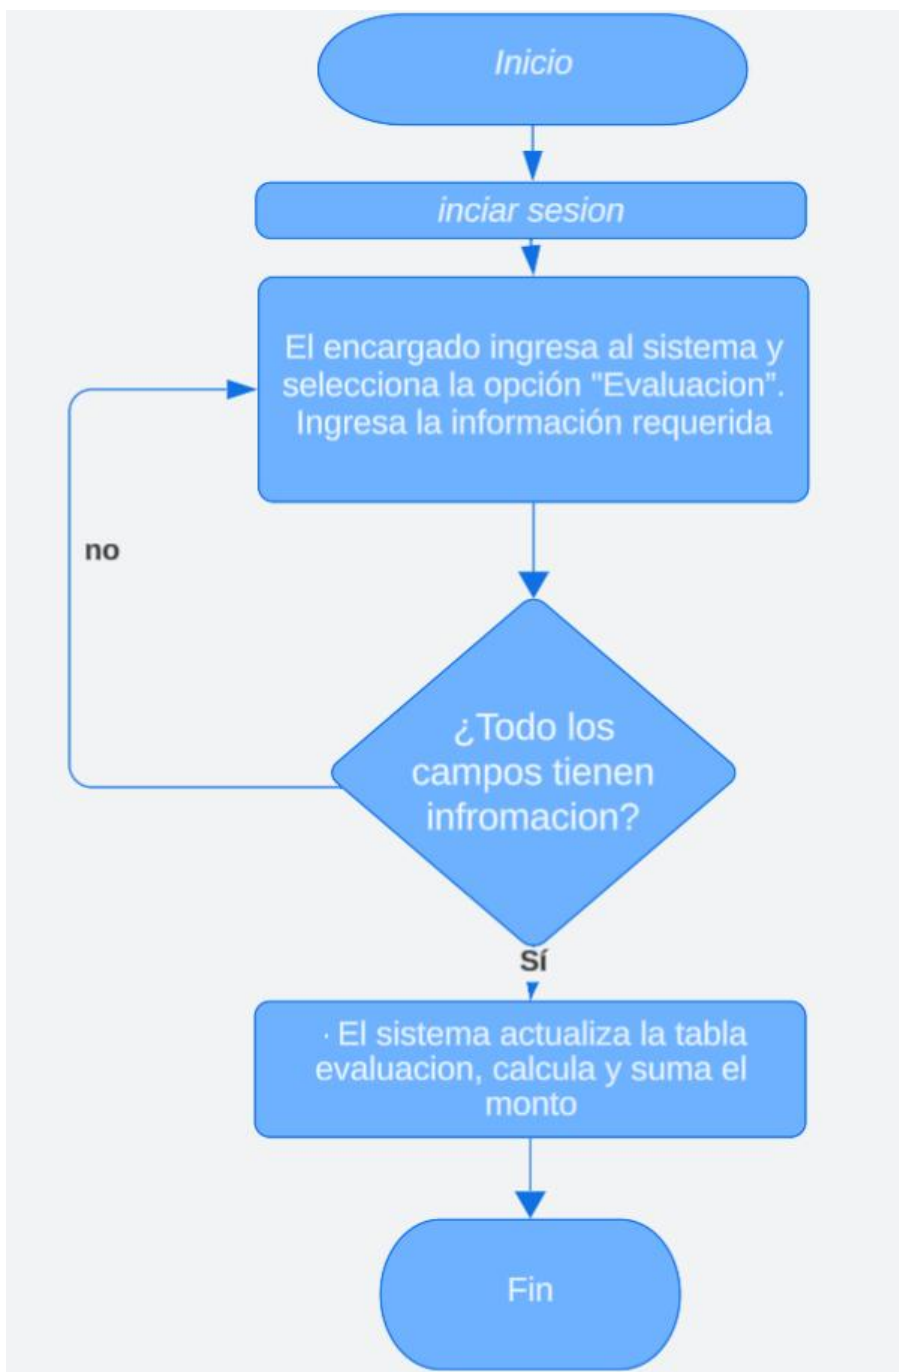 Inicio
inciar sesion
El encargado ingresa al sistema y
selecciona la opción "Evaluacion”.
Ingresa la información requerida
no
¿Todo los
campos tienen
infromacion?
Sí
· El sistema actualiza la tabla
evaluacion, calcula y suma el
monto
Fin